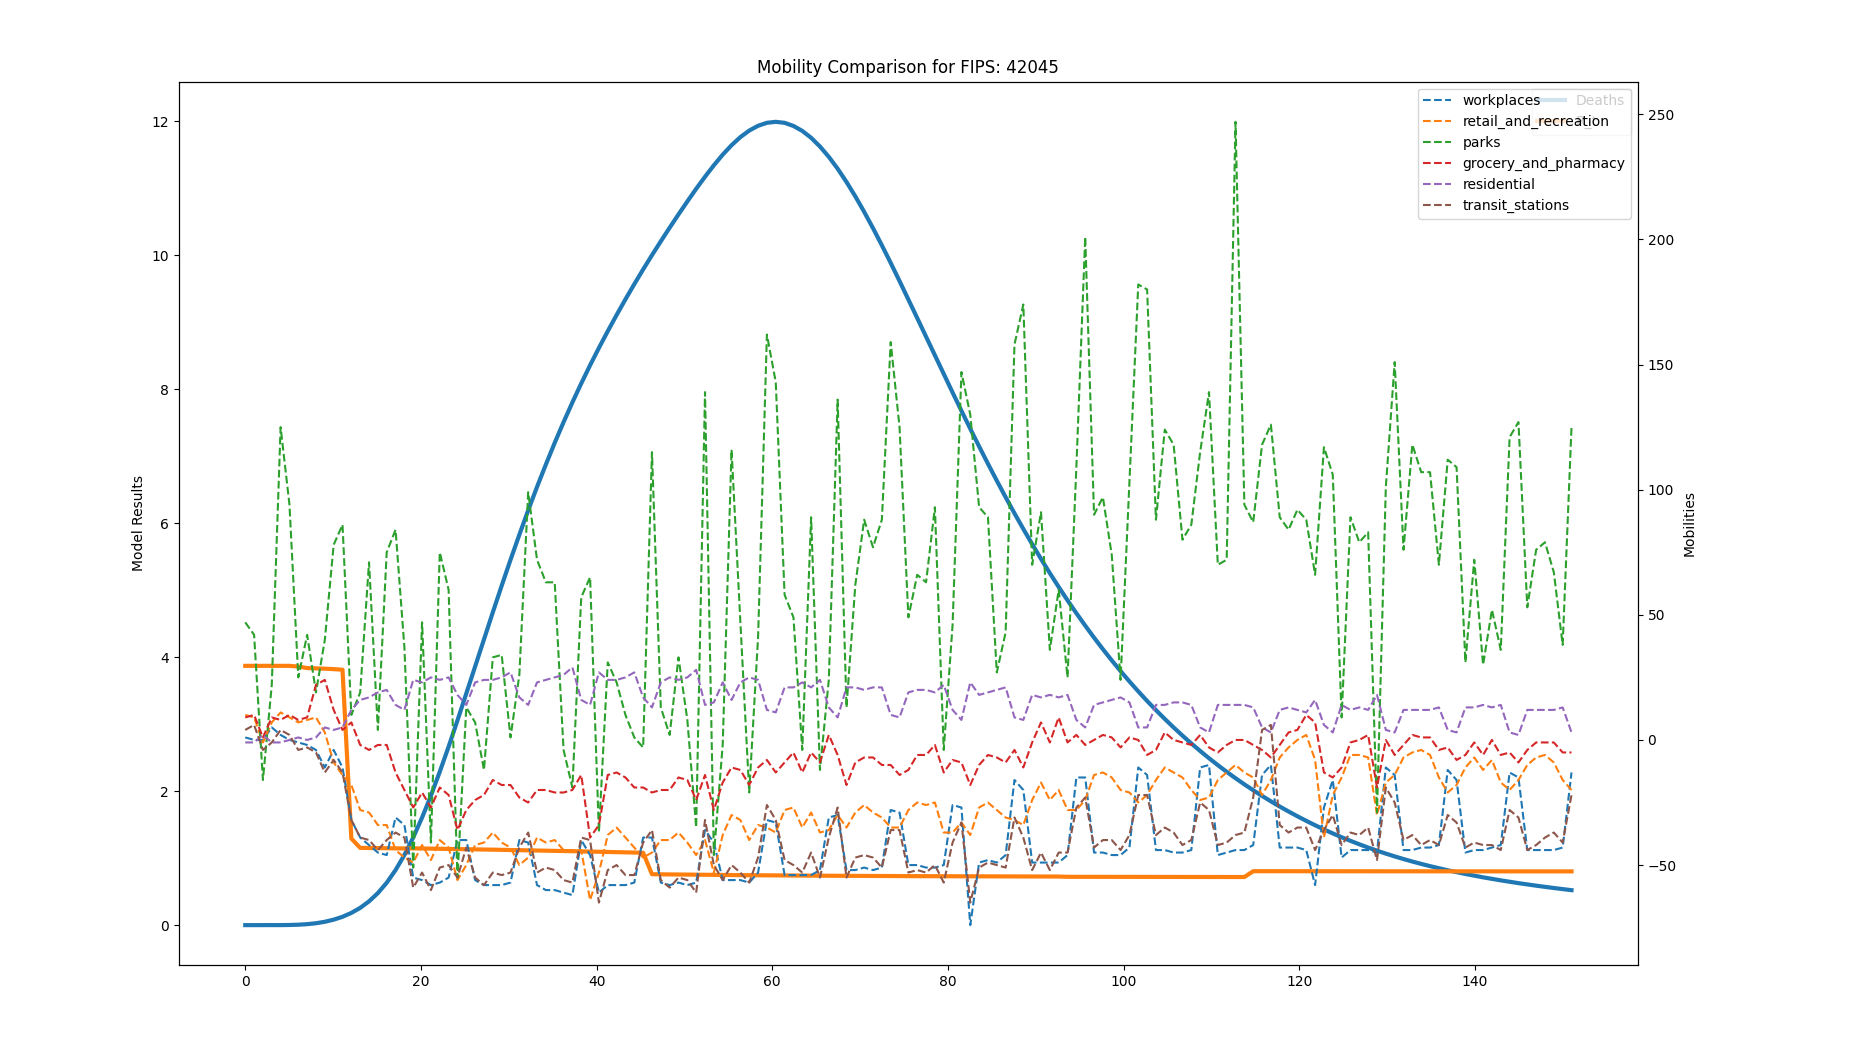 Mobility Comparison for FIPS: 42045
12
10
8
6
4
2
0
Model Results
0
20
40
60
80
100
120
140
250
200
150
100
50
0
−50
Mobilities
workplaces
retail_and_recreation
parks
grocery_and_pharmacy
residential
transit_stations
Deaths